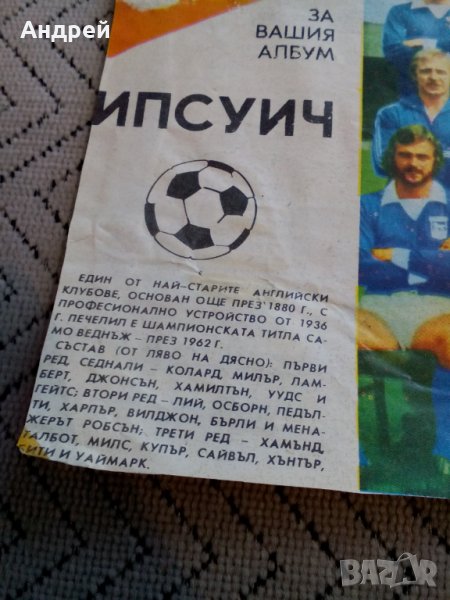 Андрей
ЗА
ВАШИЯ
АЛБУМ
ИПСУИЧ
ЕДИН ОТ НАЙ-СТАРИТЕ АНГЛИЙСКИ
КЛУБОВЕ, ОСНОВАН ОЩЕ ПРЕЗ 1880 Г., С
ПРОФЕСИОНАЛНО УСТРОЙСТВО ОТ 1936
Г. ПЕЧЕЛИЛ Е ШАМПИОНСКАТА ТИТЛА СА-
МО ВЕДНЪЖ – ПРЕЗ 1962 Г.
СЪСТАВ (ОТ ЛЯВО НА ДЯСНО): ПЪРВИ
РЕД, СЕДНАЛИ – КОЛАРД, МИЛЪР, ЛАМ-
БЕРТ, ДЖОНСЪН, ХАМИЛТЪН, УУДС И
ГЕЙТС; ВТОРИ РЕД – ЛИЙ, ОСБОРН, ПЕДЪЛ-
ТИ, ХАРПЪР, ВИЛДЖОН, БЪРЛИ И МЕНА-
ЖЕРЪТ РОБСЪН; ТРЕТИ РЕД – ХАМЪНД,
ТАЛБОТ, МИЛС, КУПЪР, САЙВЪЛ, ХЪНТЪР,
И УАЙМАРК.
bazar